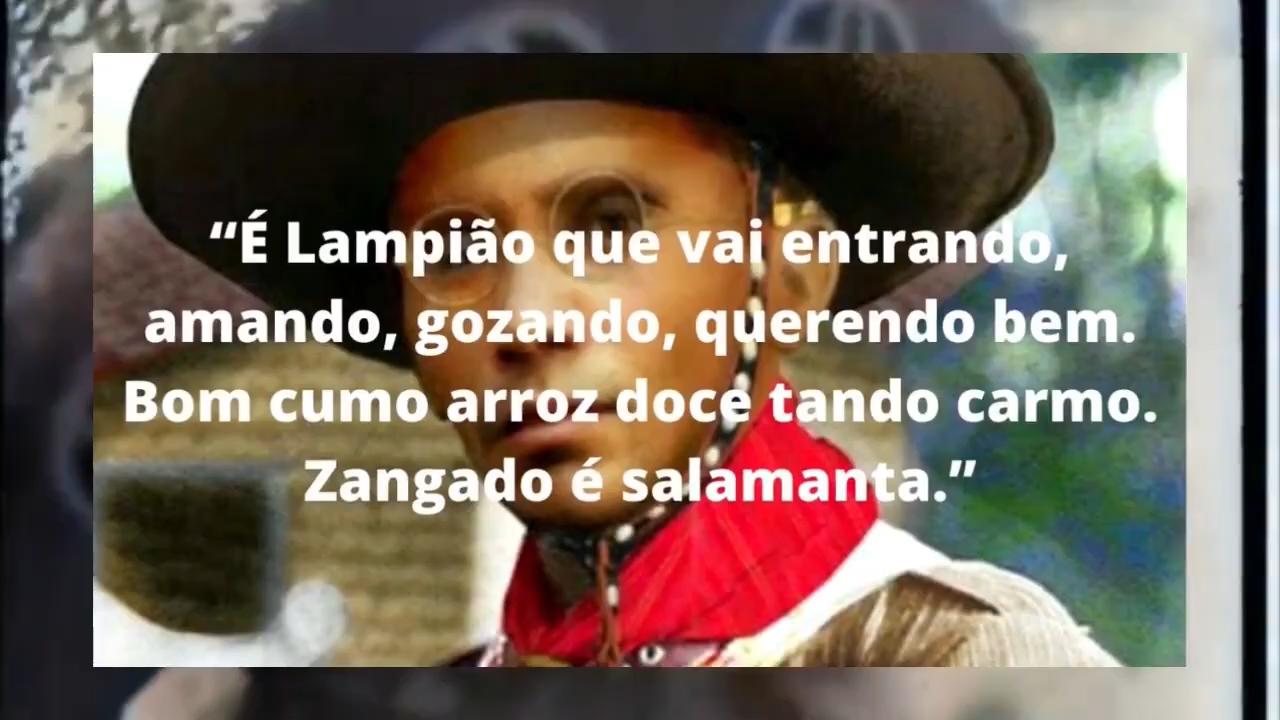 “É Lampião que vai entrando,
amando, gozando, querendo bem.
Bom cumo arroz doce tando carmo.
Zangado é salamanta.”